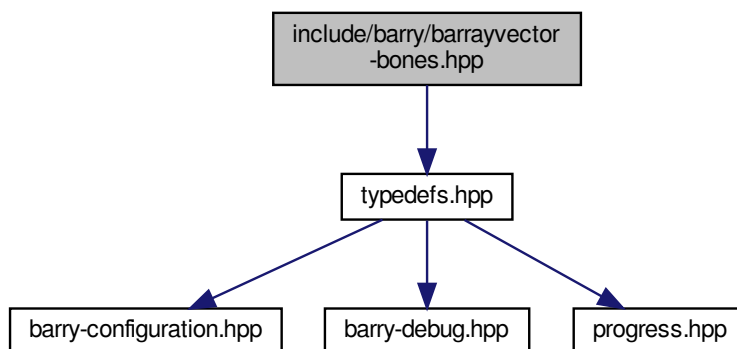 include/barry/barrayvector
-bones.hpp
typedefs.hpp
barry-configuration.hpp
barry-debug.hpp
progress.hpp